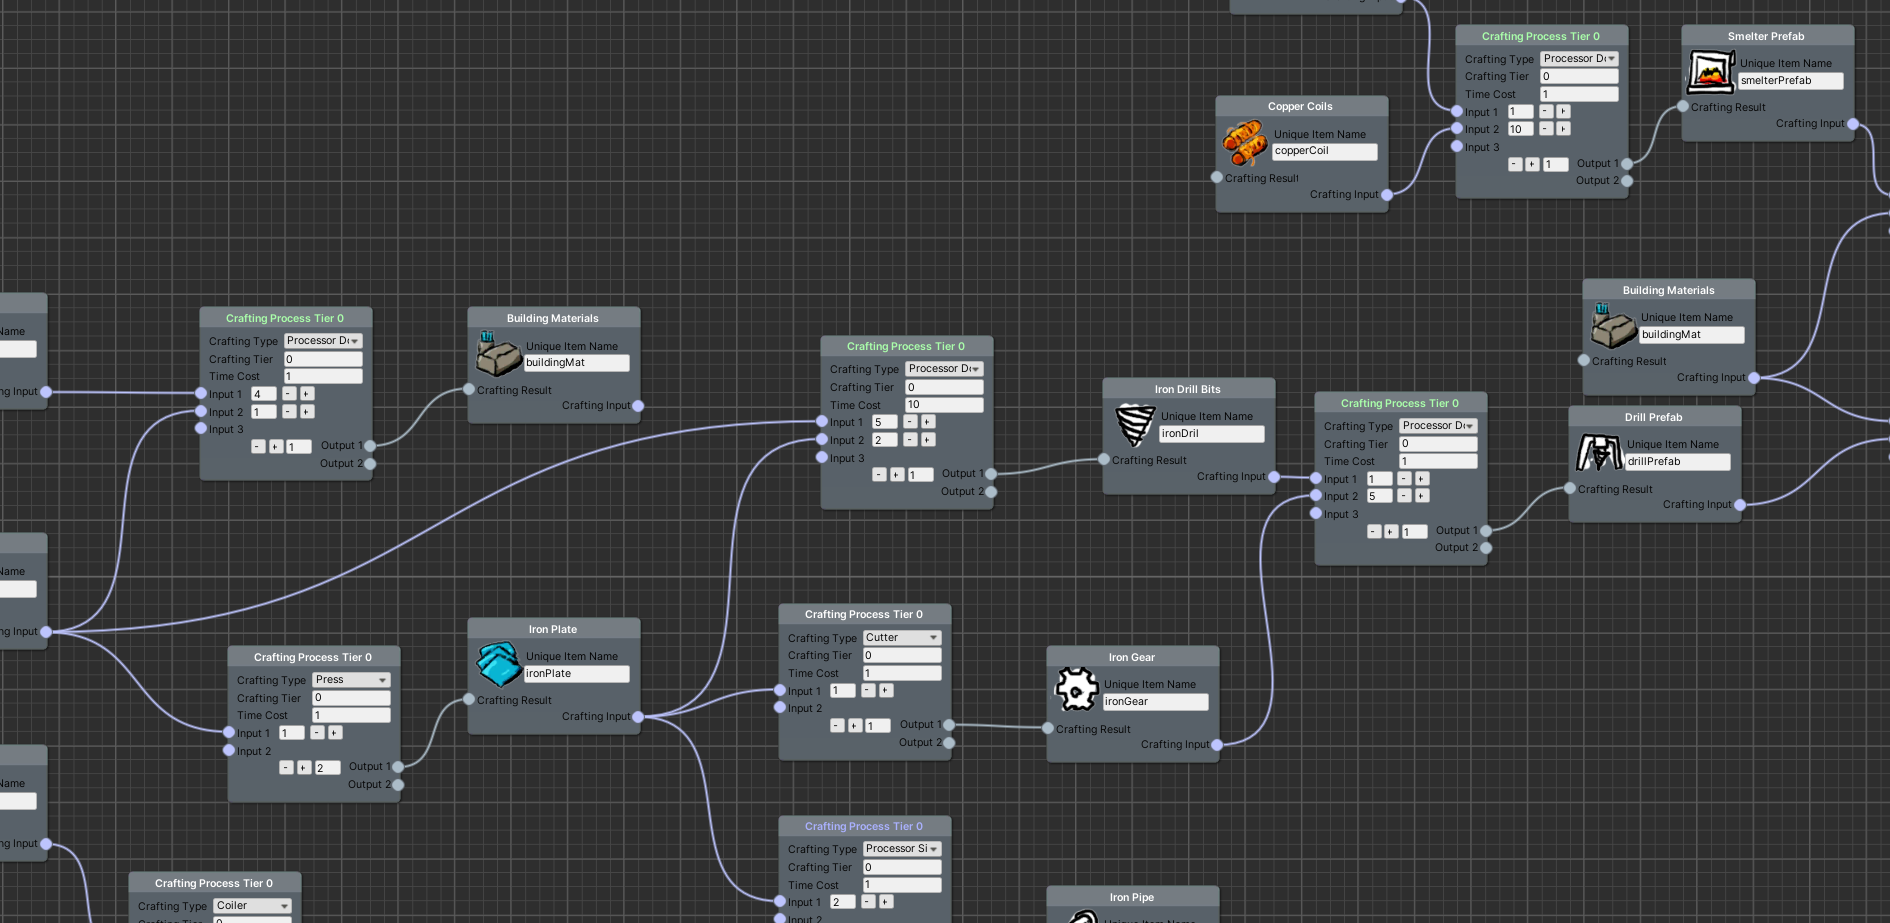 Crafting Process Tier 0
Crafting Type Processor D
Crafting Tier 0
Time Cost 1
Input 1 1 - +
Input 2 10 - +
Input 3
- + 1 Output 1
Output 2
Smelter Prefab
Unique Item Name
smelterPrefab
Crafting Result
Crafting Input
Copper Coils
Unique Item Name
copperCoil
Crafting Result
Crafting Input
Building Materials
Unique Item Name
buildingMat
Crafting Result
Crafting Input
Name
ng Input
Crafting Process Tier 0
Crafting Type Processor D
Crafting Tier 0
Time Cost 1
Input 1 4 - +
Input 2 1 - +
Input 3
- + 1 Output 1
Output 2
Building Materials
Unique Item Name
buildingMat
Crafting Result
Crafting Input
Crafting Process Tier 0
Crafting Type Processor D
Crafting Tier 0
Time Cost 10
Input 1 5 - +
Input 2 2 - +
Input 3
- + 1 Output 1
Output 2
Iron Drill Bits
Unique Item Name
ironDril
Crafting Result
Crafting Input
Crafting Process Tier 0
Crafting Type Processor D
Crafting Tier 0
Time Cost 1
Input 1 1 - +
Input 2 5 - +
Input 3
- + 1 Output 1
Output 2
Drill Prefab
Unique Item Name
drillPrefab
Crafting Result
Crafting Input
Name
ng Input
Crafting Process Tier 0
Crafting Type Press
Crafting Tier 0
Time Cost 1
Input 1 1 - +
Input 2
- + 2 Output 1
Output 2
Iron Plate
Unique Item Name
ironPlate
Crafting Result
Crafting Input
Crafting Process Tier 0
Crafting Type Cutter
Crafting Tier 0
Time Cost 1
Input 1 1 - +
Input 2
- + 1 Output 1
Output 2
Iron Gear
Unique Item Name
ironGear
Crafting Result
Crafting Input
Name
ng Input
Crafting Process Tier 0
Crafting Type Coiler
Crafting Process Tier 0
Crafting Type Processor Si
Crafting Tier 0
Time Cost 1
Input 1 2 - +
Input 2
Iron Pipe